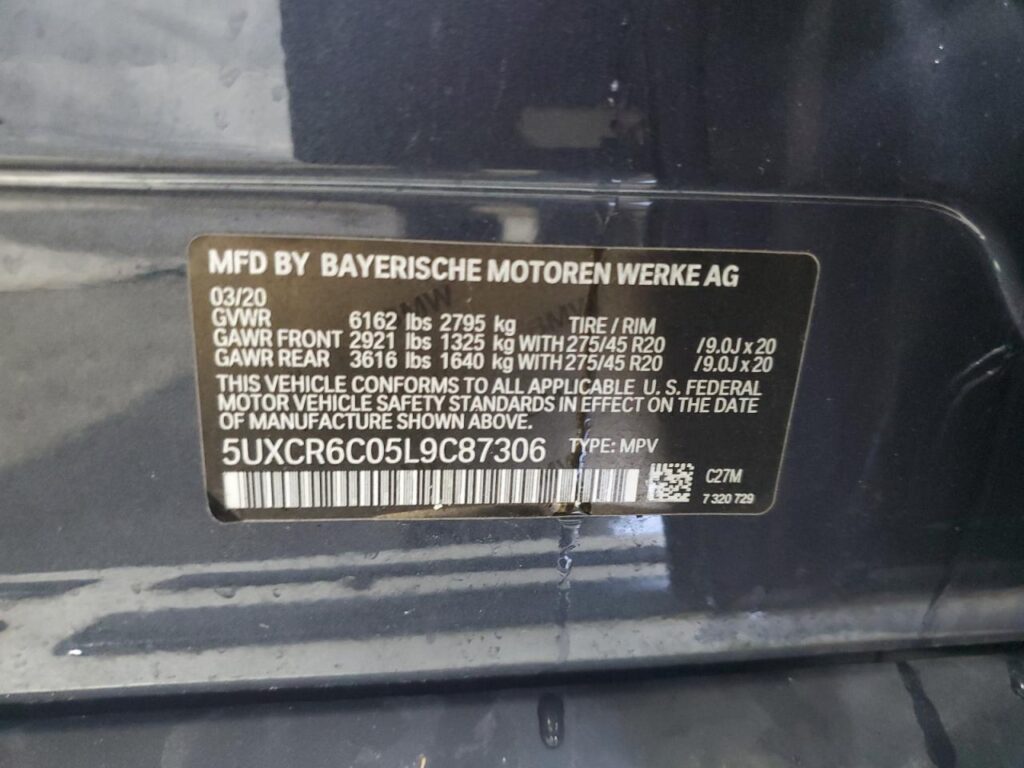 MFD BY BAYERISCHE MOTOREN WERKE AG
03/20
GVWR 6162 lbs 2795 kg TIRE / RIM
GAWR FRONT 2921 lbs 1325 kg WITH 275/45 R20 /9.0J x 20
GAWR REAR 3616 lbs 1640 kg WITH 275/45 R20 /9.0J x 20
THIS VEHICLE CONFORMS TO ALL APPLICABLE U. S. FEDERAL
MOTOR VEHICLE SAFETY STANDARDS IN EFFECT ON THE DATE
OF MANUFACTURE SHOWN ABOVE.
5UXCR6C05L9C87306 TYPE: MPV
C27M
7 320 729